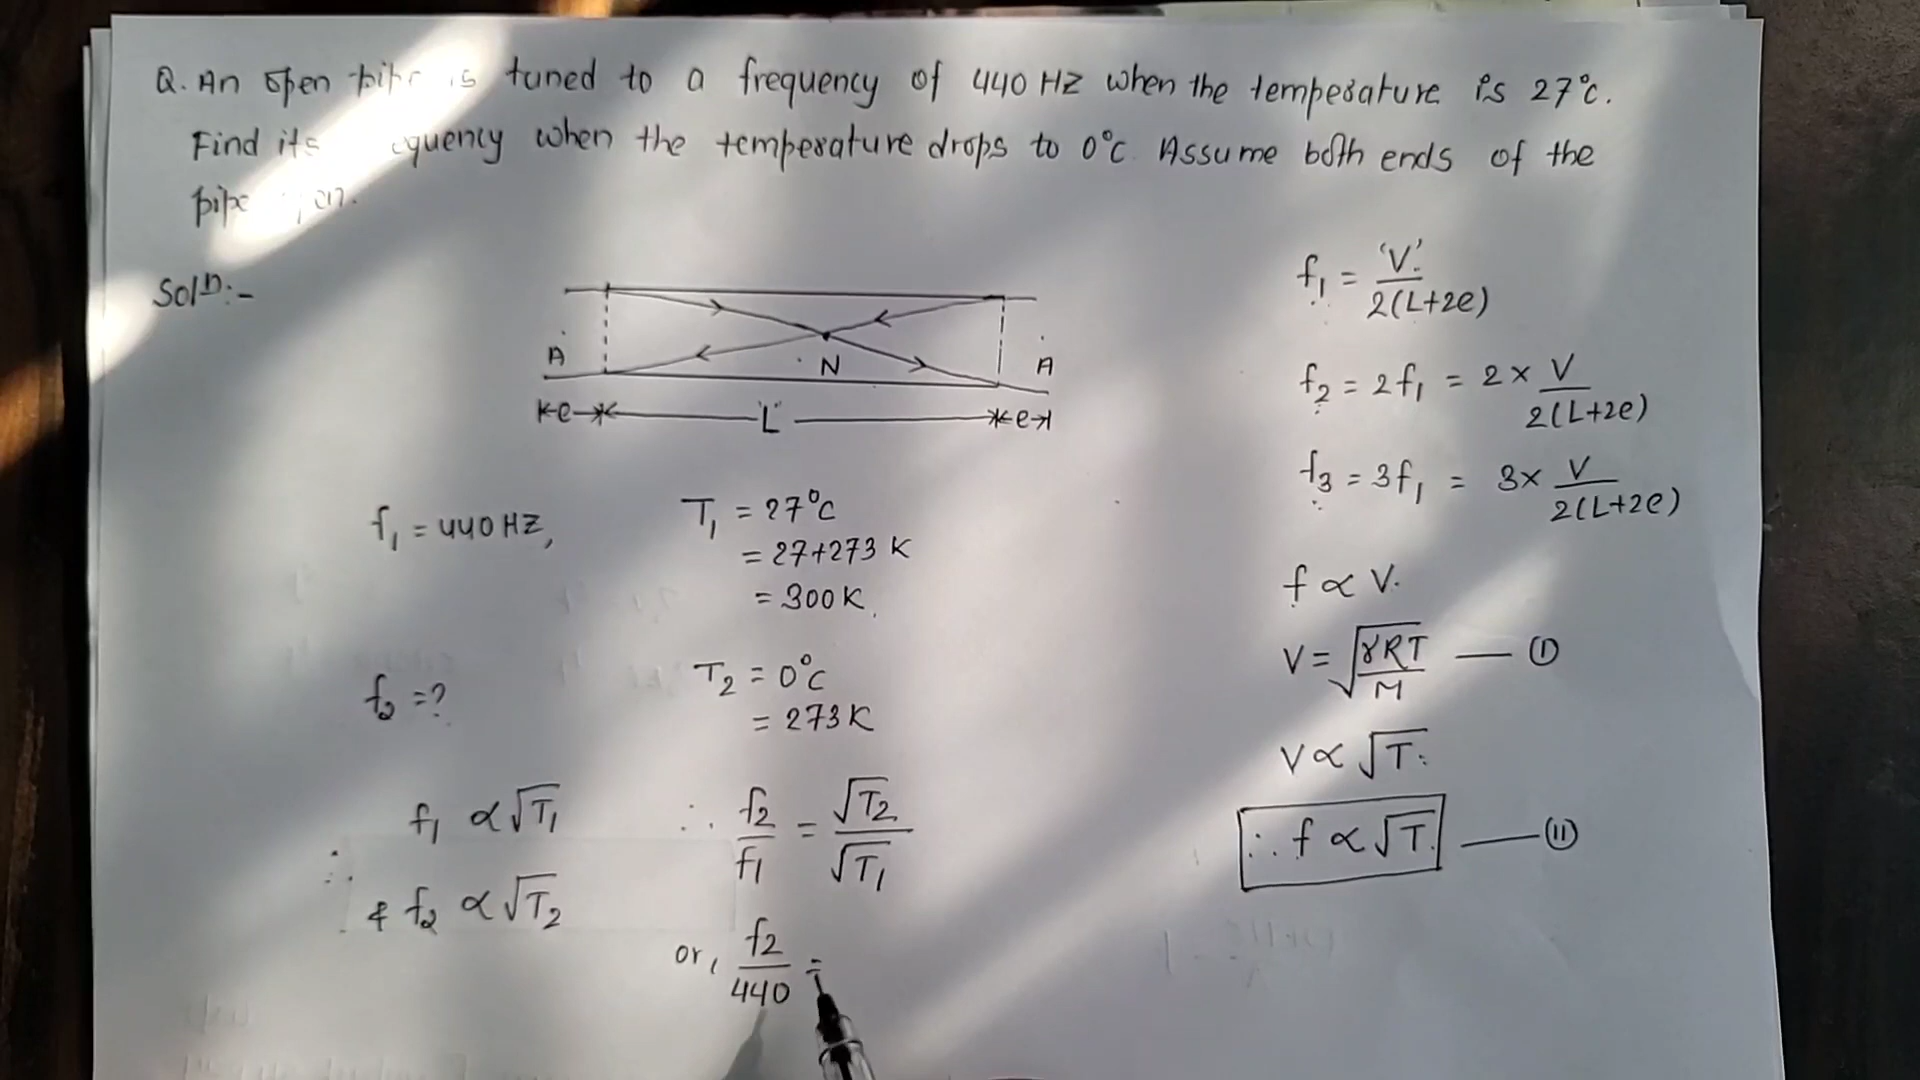 Q. An open pipe is tuned to a frequency of 440 HZ when the temperature is 27°c.
Find its when the temperature drops to 0°c. Assume both ends of the
pipe
Solⁿ:-
A N A
e L e
f₁ = 'V' / 2(L+2e)
f₂ = 2f₁ = 2 × V / 2(L+2e)
f₃ = 3f₁ = 3× V / 2(L+2e)
f ∝ V.
V = √(γRT / M) — (I)
V ∝ √T.
∴ f ∝ √T — (II)
f₁ = 440 HZ,
T₁ = 27°C
= 27+273 K
= 300 K
f₂ = ?
T₂ = 0°C
= 273 K
f₁ ∝ √T₁
∴
& f₂ ∝ √T₂
∴ f₂ / f₁ = √T₂ / √T₁
or, f₂ / 440 =